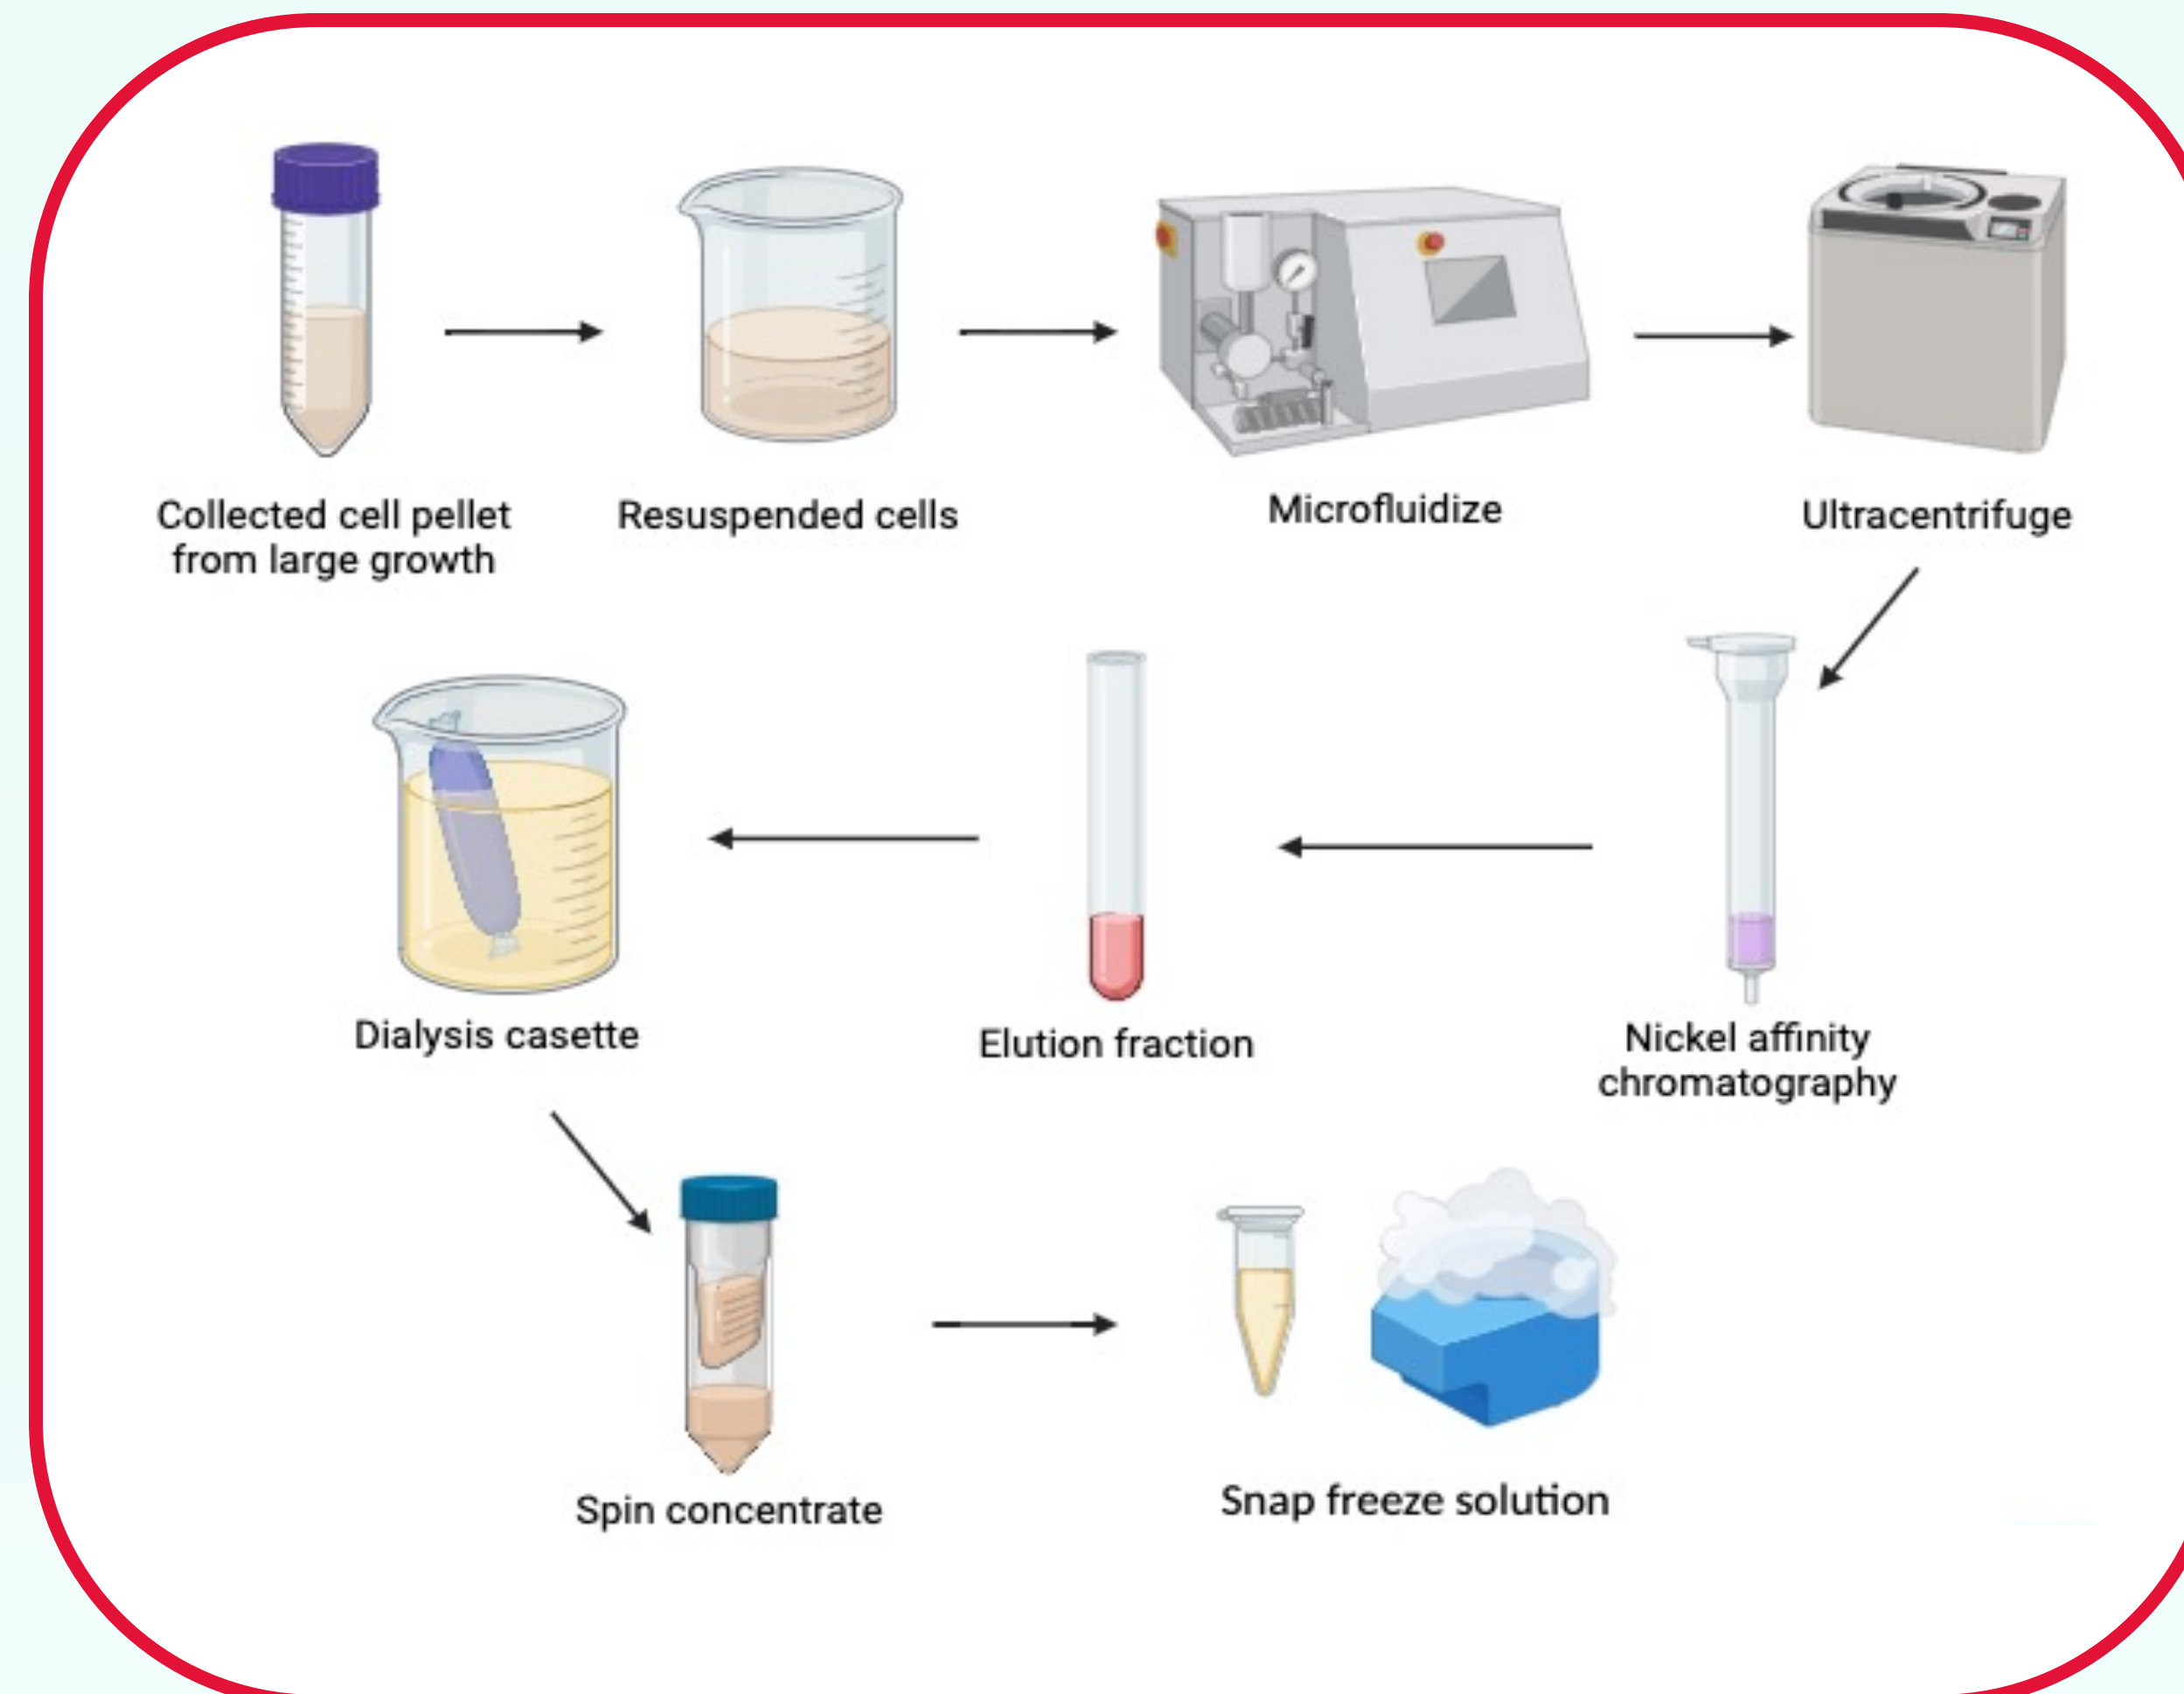 Collected cell pellet
from large growth
Resuspended cells
Microfluidize
Ultracentrifuge
Dialysis casette
Elution fraction
Nickel affinity
chromatography
Spin concentrate
Snap freeze solution